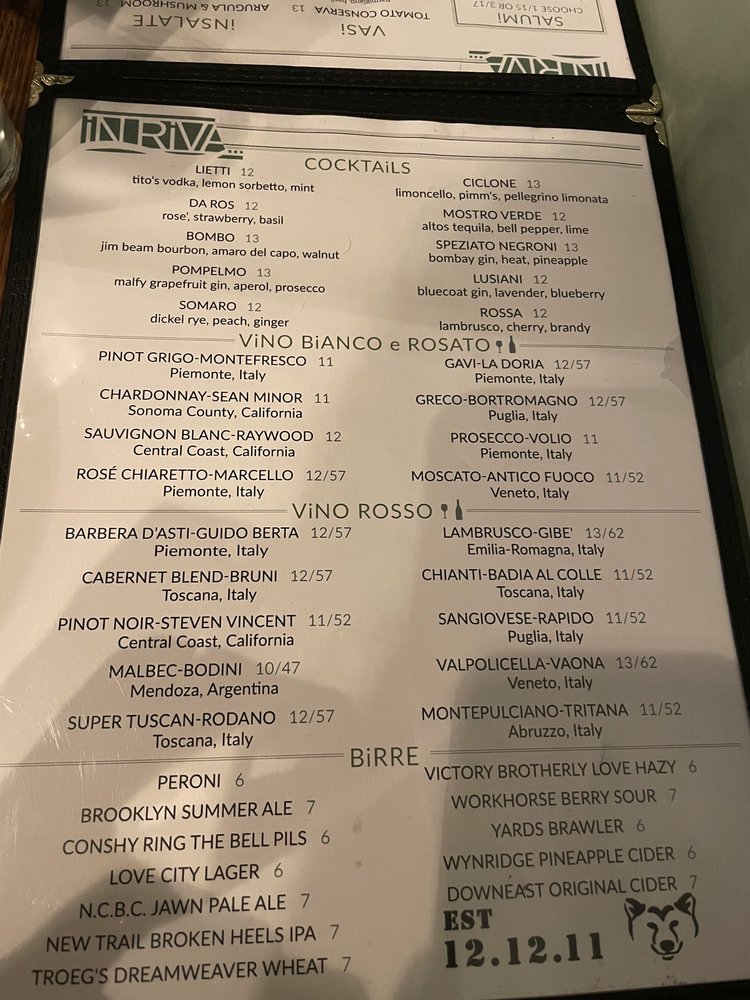 SALUMi
CHOOSE 1/15 OR 3/17
VASi
TOMATO CONSERVA 13
iNSALATE
ARUGULA & MUSHROOM 13
iN RiVA
iN RiVA...
COCKTAiLS
LIETTI 12
tito's vodka, lemon sorbetto, mint
DA ROS 12
rose', strawberry, basil
BOMBO 13
jim beam bourbon, amaro del capo, walnut
POMPELMO 13
malfy grapefruit gin, aperol, prosecco
SOMARO 12
dickel rye, peach, ginger
CICLONE 13
limoncello, pimm's, pellegrino limonata
MOSTRO VERDE 12
altos tequila, bell pepper, lime
SPEZIATO NEGRONI 13
bombay gin, heat, pineapple
LUSIANI 12
bluecoat gin, lavender, blueberry
ROSSA 12
lambrusco, cherry, brandy
ViNO BiANCO e ROSATO
PINOT GRIGO-MONTEFRESCO 11
Piemonte, Italy
CHARDONNAY-SEAN MINOR 11
Sonoma County, California
SAUVIGNON BLANC-RAYWOOD 12
Central Coast, California
ROSÉ CHIARETTO-MARCELLO 12/57
Piemonte, Italy
GAVI-LA DORIA 12/57
Piemonte, Italy
GRECO-BORTROMAGNO 12/57
Puglia, Italy
PROSECCO-VOLIO 11
Piemonte, Italy
MOSCATO-ANTICO FUOCO 11/52
Veneto, Italy
ViNO ROSSO
BARBERA D'ASTI-GUIDO BERTA 12/57
Piemonte, Italy
CABERNET BLEND-BRUNI 12/57
Toscana, Italy
PINOT NOIR-STEVEN VINCENT 11/52
Central Coast, California
MALBEC-BODINI 10/47
Mendoza, Argentina
SUPER TUSCAN-RODANO 12/57
Toscana, Italy
LAMBRUSCO-GIBE' 13/62
Emilia-Romagna, Italy
CHIANTI-BADIA AL COLLE 11/52
Toscana, Italy
SANGIOVESE-RAPIDO 11/52
Puglia, Italy
VALPOLICELLA-VAONA 13/62
Veneto, Italy
MONTEPULCIANO-TRITANA 11/52
Abruzzo, Italy
BiRRE
PERONI 6
BROOKLYN SUMMER ALE 7
CONSHY RING THE BELL PILS 6
LOVE CITY LAGER 6
N.C.B.C. JAWN PALE ALE 7
NEW TRAIL BROKEN HEELS IPA 7
TROEG'S DREAMWEAVER WHEAT 7
VICTORY BROTHERLY LOVE HAZY 6
WORKHORSE BERRY SOUR 7
YARDS BRAWLER 6
WYNRIDGE PINEAPPLE CIDER 6
DOWNEAST ORIGINAL CIDER 7
EST
12.12.11